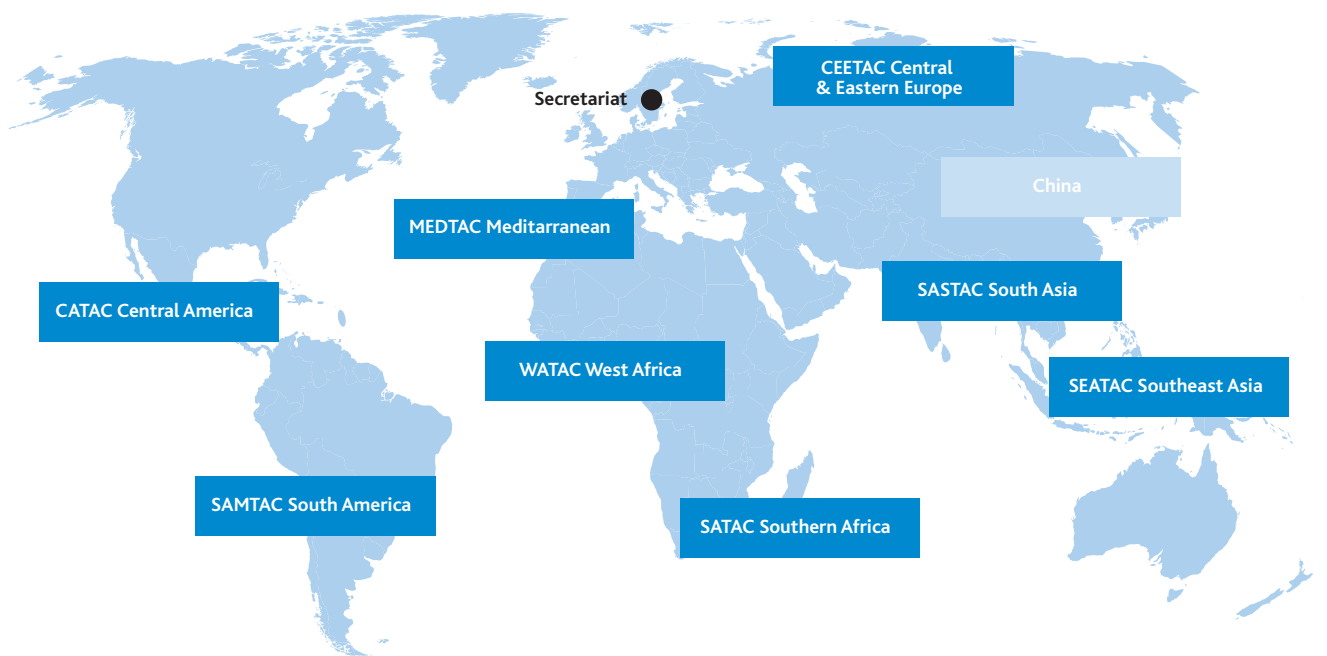 CEETAC Central
& Eastern Europe
Secretariat
China
MEDTAC Meditarranean
SASTAC South Asia
CATAC Central America
WATAC West Africa
SEATAC Southeast Asia
SAMTAC South America
SATAC Southern Africa